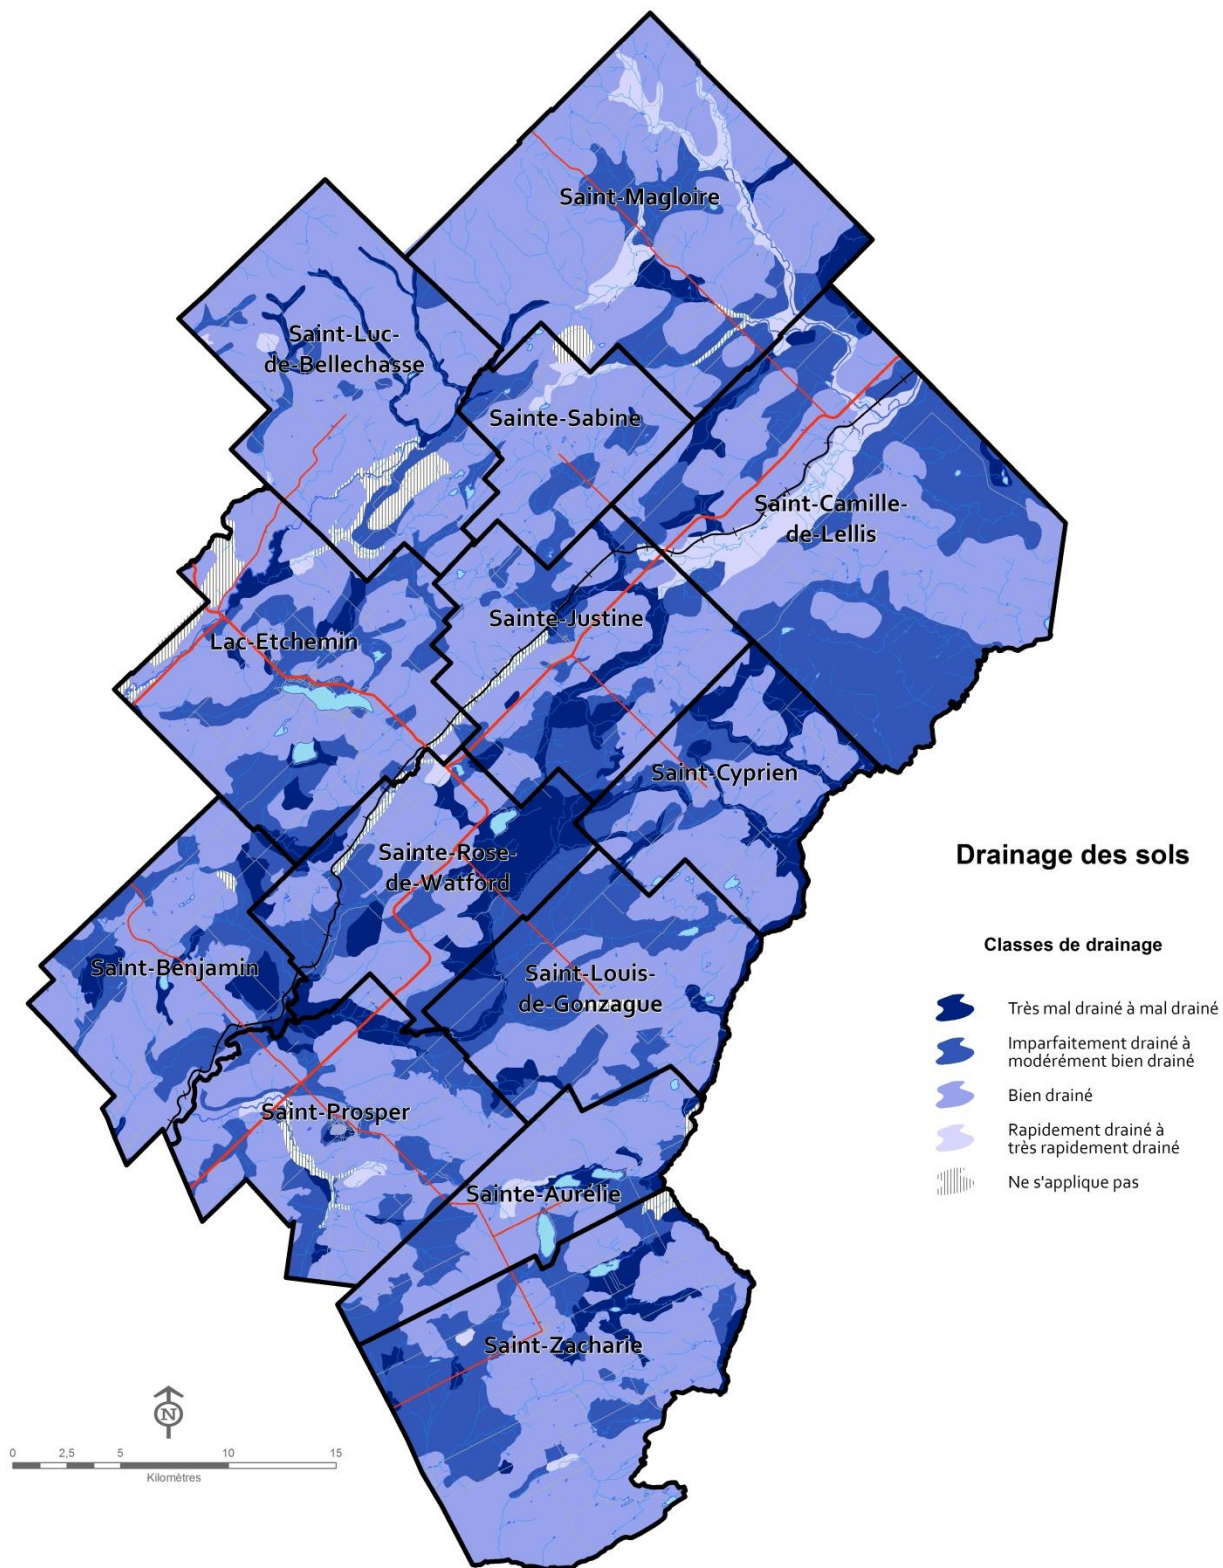 Saint-Magloire
Saint-Luc-
de-Bellechasse
Sainte-Sabine
Saint-Camille-
de-Lellis
Sainte-Justine
Lac-Etchemin
Saint-Cyprien
Sainte-Rose-
de-Watford
Drainage des sols
Classes de drainage
Saint-Benjamin
Saint-Louis-
de-Gonzague
Très mal drainé à mal drainé
Imparfaitement drainé à
modérément bien drainé
Bien drainé
Saint-Prosper
Rapidement drainé à
très rapidement drainé
Ne s'applique pas
Sainte-Aurélie
Saint-Zacharie
N
0 2,5 5 10 15
Kilomètres